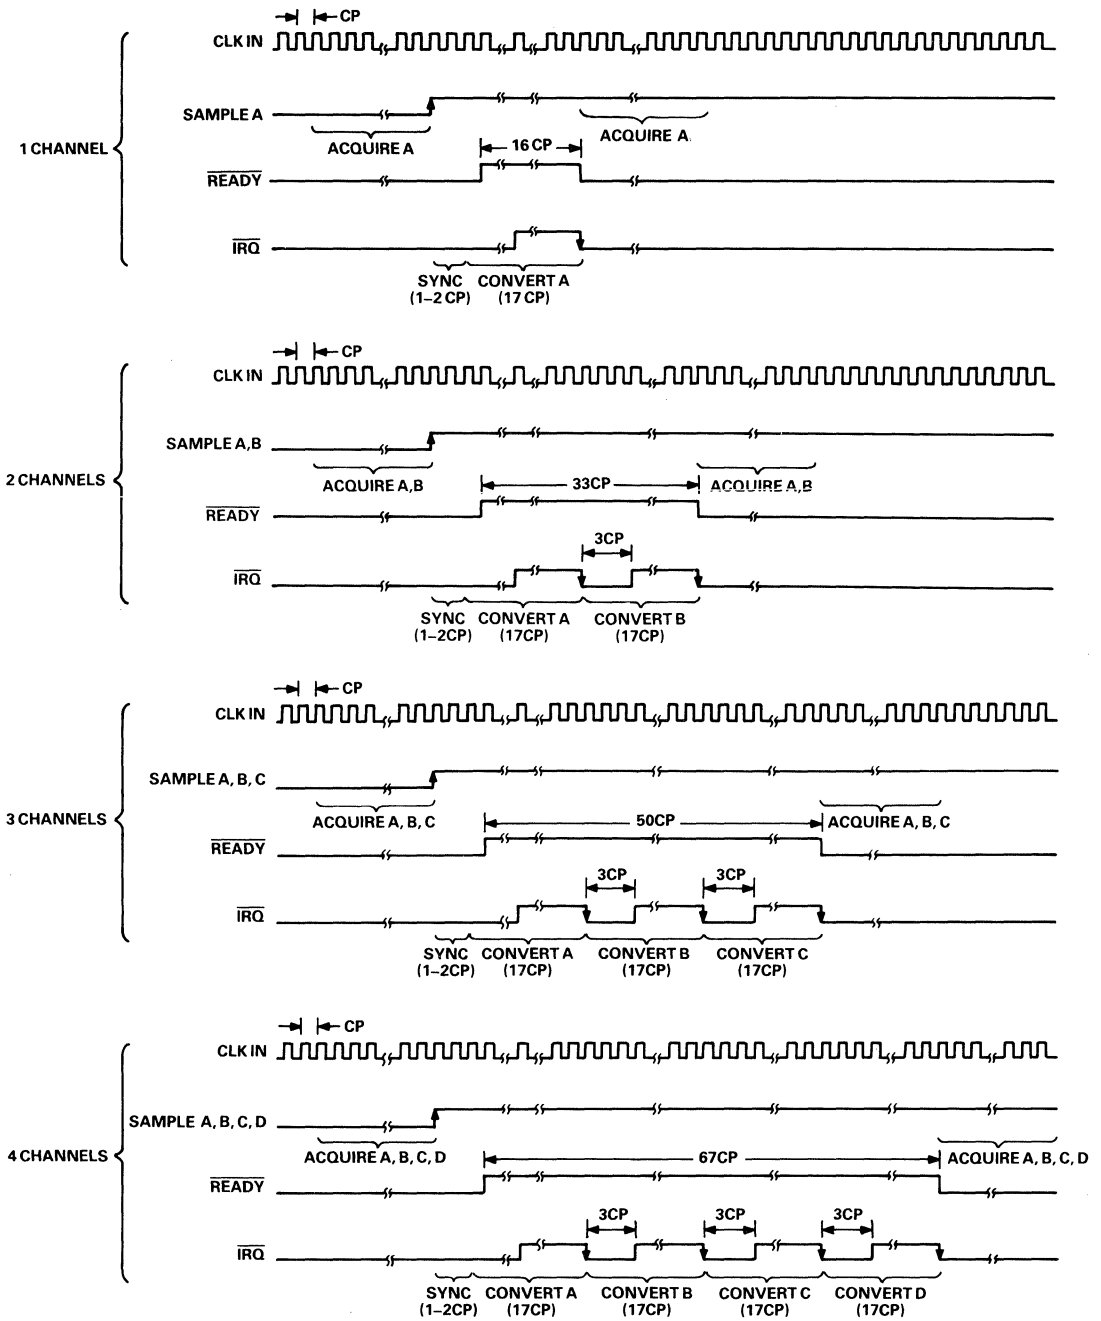 CP
CLK IN
SAMPLE A
ACQUIRE A
ACQUIRE A
1 CHANNEL
16 CP
READY
IRQ
SYNC
(1–2 CP)
CONVERT A
(17 CP)
CP
CLK IN
SAMPLE A,B
2 CHANNELS
ACQUIRE A,B
33CP
ACQUIRE A,B
READY
3CP
IRQ
SYNC
(1–2CP)
CONVERT A
(17CP)
CONVERT B
(17CP)
CP
CLK IN
SAMPLE A, B, C
3 CHANNELS
ACQUIRE A, B, C
50CP
ACQUIRE A, B, C
READY
3CP
3CP
IRQ
SYNC
(1–2CP)
CONVERT A
(17CP)
CONVERT B
(17CP)
CONVERT C
(17CP)
CP
CLK IN
SAMPLE A, B, C, D
4 CHANNELS
ACQUIRE A, B, C, D
67CP
ACQUIRE A, B, C, D
READY
3CP
3CP
3CP
IRQ
SYNC
(1–2CP)
CONVERT A
(17CP)
CONVERT B
(17CP)
CONVERT C
(17CP)
CONVERT D
(17CP)